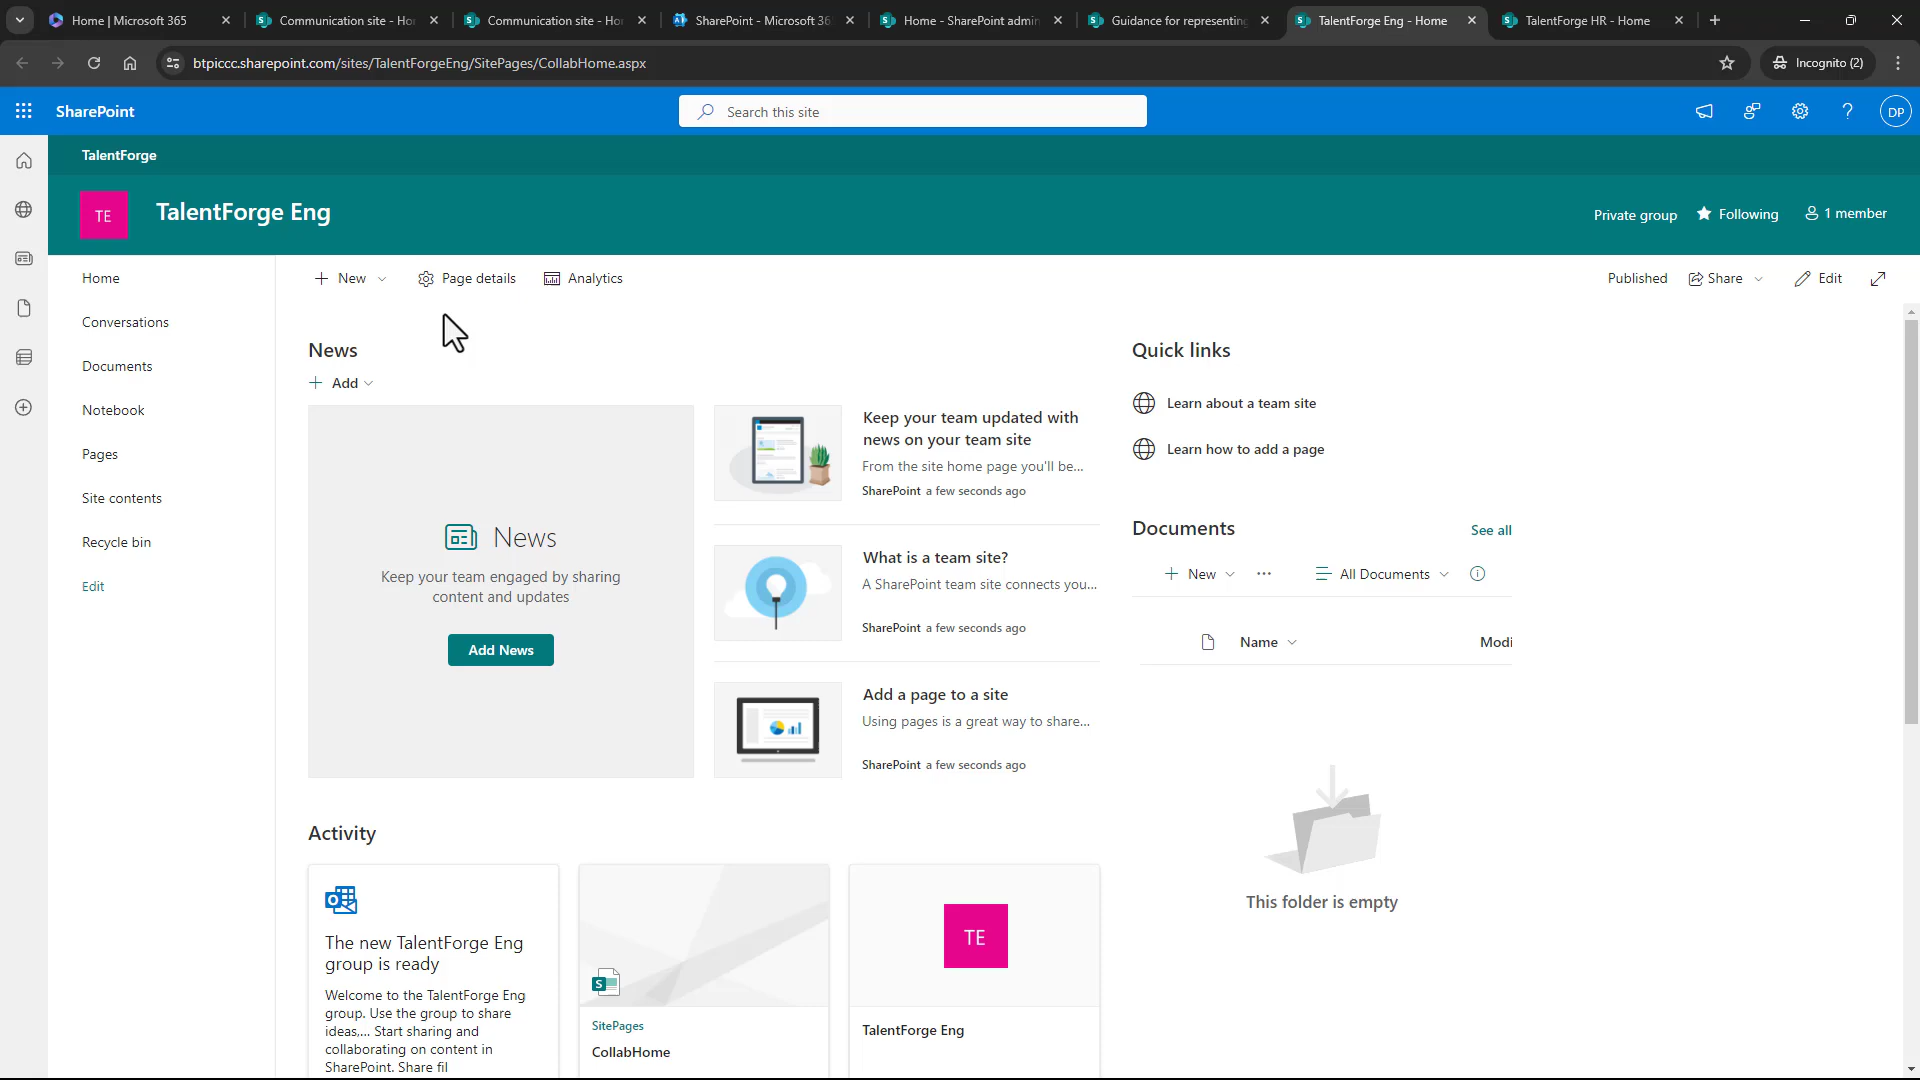 Home | Microsoft 365
Communication site - Ho
Communication site - Ho
SharePoint - Microsoft 36
Home - SharePoint admin
Guidance for representing
TalentForge Eng - Home
TalentForge HR - Home
btpiccc.sharepoint.com/sites/TalentForgeEng/SitePages/CollabHome.aspx
Incognito (2)
SharePoint
Search this site
DP
TalentForge
TE
TalentForge Eng
Private group
Following
1 member
Home
Conversations
Documents
Notebook
Pages
Site contents
Recycle bin
Edit
New
Page details
Analytics
Published
Share
Edit
News
Add
News
Keep your team engaged by sharing
content and updates
Add News
Keep your team updated with
news on your team site
From the site home page you'll be...
SharePoint a few seconds ago
What is a team site?
A SharePoint team site connects you...
SharePoint a few seconds ago
Add a page to a site
Using pages is a great way to share...
SharePoint a few seconds ago
Quick links
Learn about a team site
Learn how to add a page
Documents
See all
New
All Documents
Name
Modi
This folder is empty
Activity
The new TalentForge Eng
group is ready
Welcome to the TalentForge Eng
group. Use the group to share
ideas,... Start sharing and
collaborating on content in
SharePoint. Share fil
SitePages
CollabHome
TE
TalentForge Eng